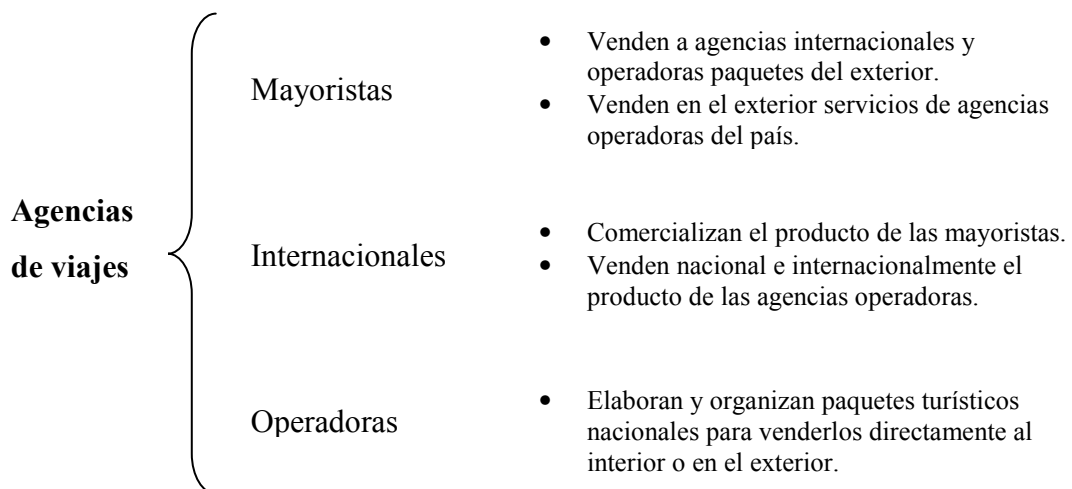 Agencias
de viajes
Mayoristas
• Venden a agencias internacionales y
operadoras paquetes del exterior.
• Venden en el exterior servicios de agencias
operadoras del país.
Internacionales
• Comercializan el producto de las mayoristas.
• Venden nacional e internacionalmente el
producto de las agencias operadoras.
Operadoras
• Elaboran y organizan paquetes turísticos
nacionales para venderlos directamente al
interior o en el exterior.